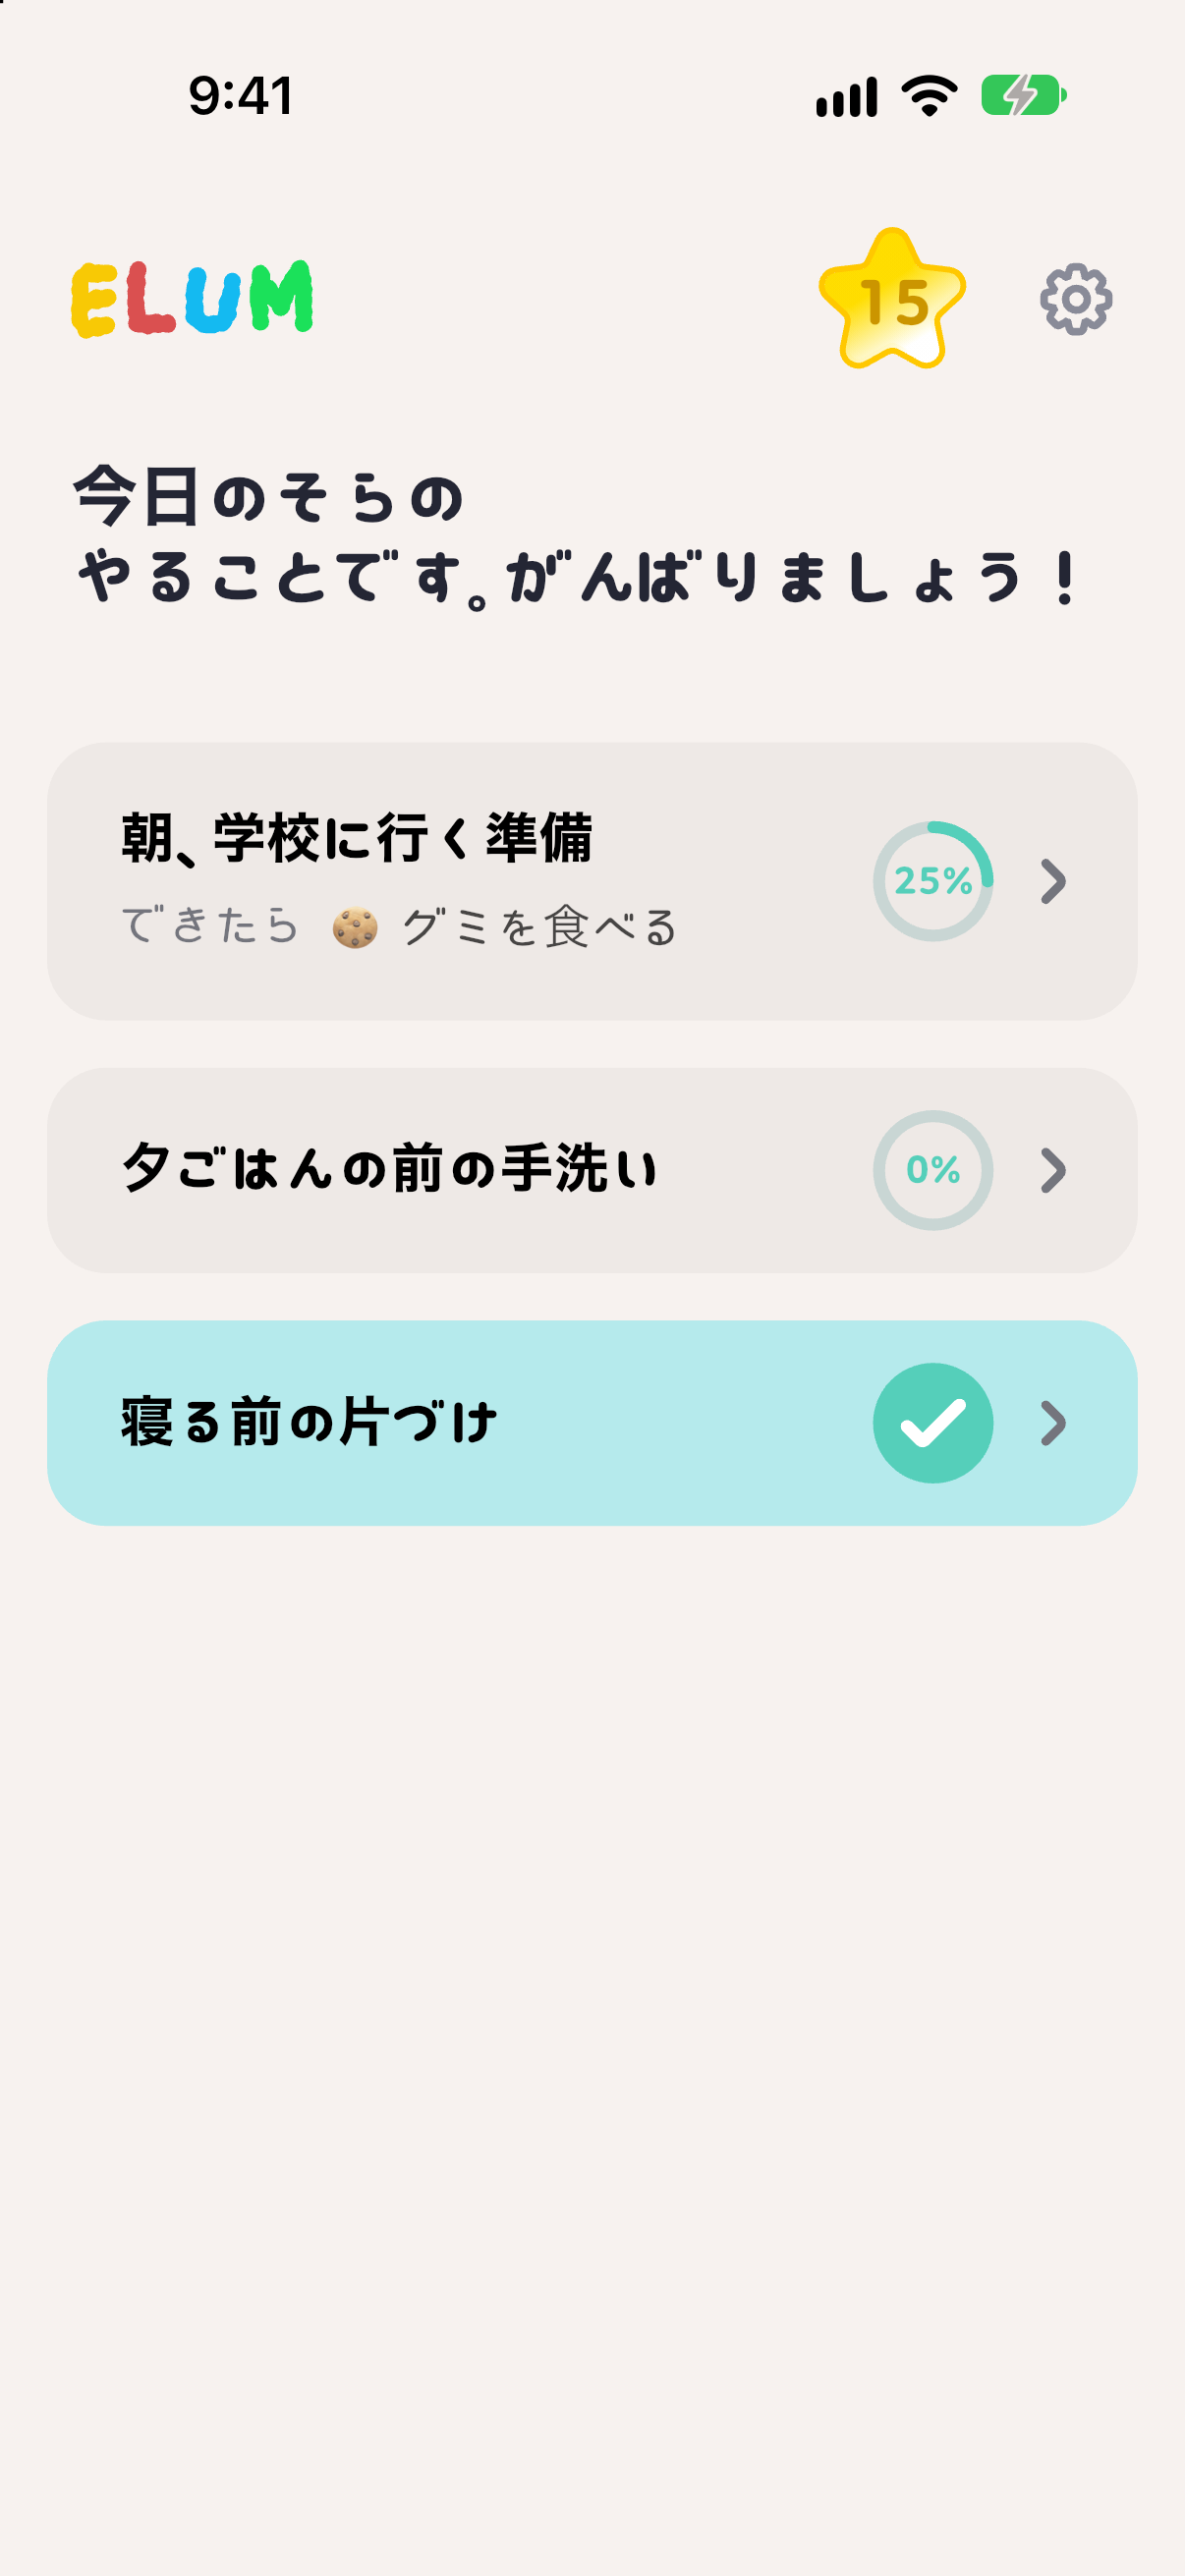 9:41
ELUM
15
今日のそらの
やることです。がんばりましょう！
朝、学校に行く準備
25%
できたら 🍪 グミを食べる
夕ごはんの前の手洗い
0%
寝る前の片づけ